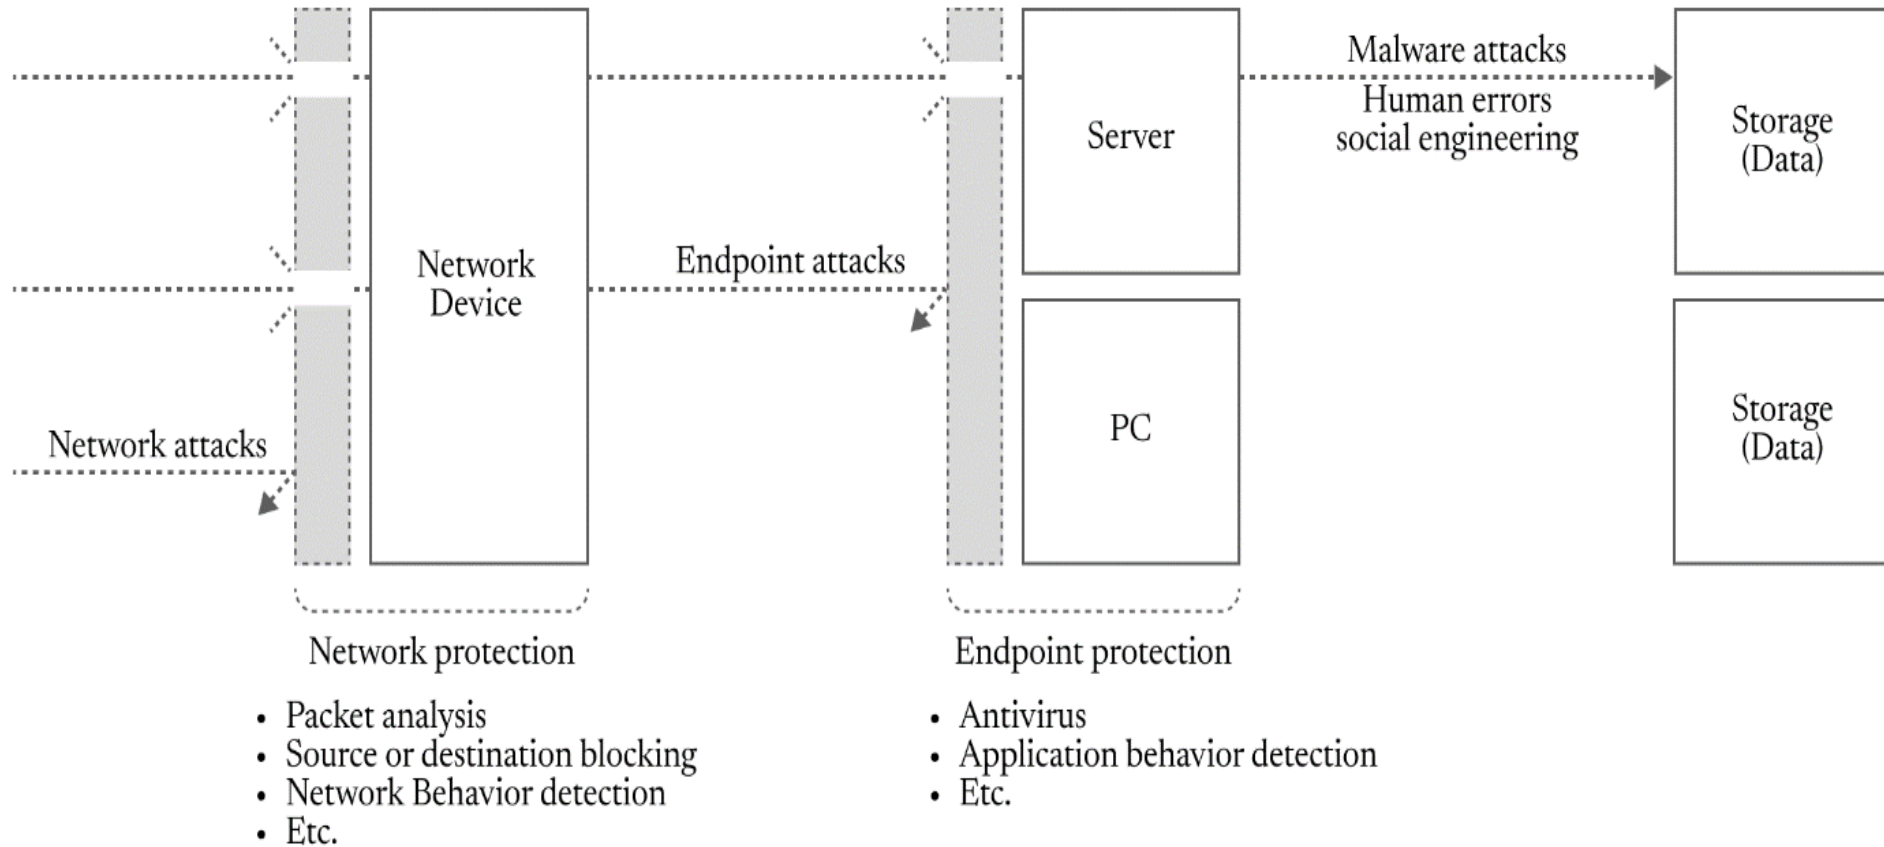 Malware attacks
Human errors
social engineering
Server
Storage
(Data)
Network
Device
Endpoint attacks
PC
Storage
(Data)
Network attacks
Network protection
• Packet analysis
• Source or destination blocking
• Network Behavior detection
• Etc.
Endpoint protection
• Antivirus
• Application behavior detection
• Etc.